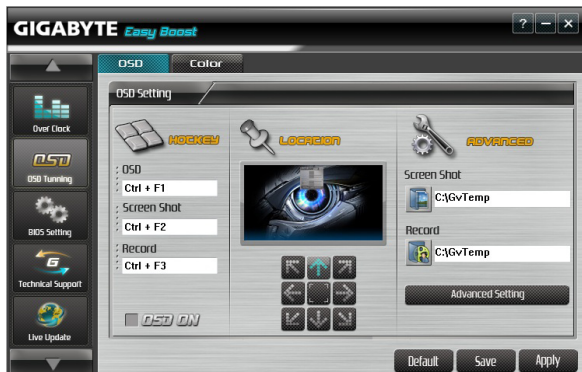 GIGABYTE Easy Boost
? – ×
OSD Color
OSD Setting
HOTKEY
LOCATION
ADVANCED
Over Clock
OSD
OSD Tunning
BIOS Setting
G
Technical Support
Live Update
: OSD
Ctrl + F1
: Screen Shot
Ctrl + F2
: Record
Ctrl + F3
OSD ON
Screen Shot
C:\GvTemp
Record
C:\GvTemp
Advanced Setting
Default Save Apply